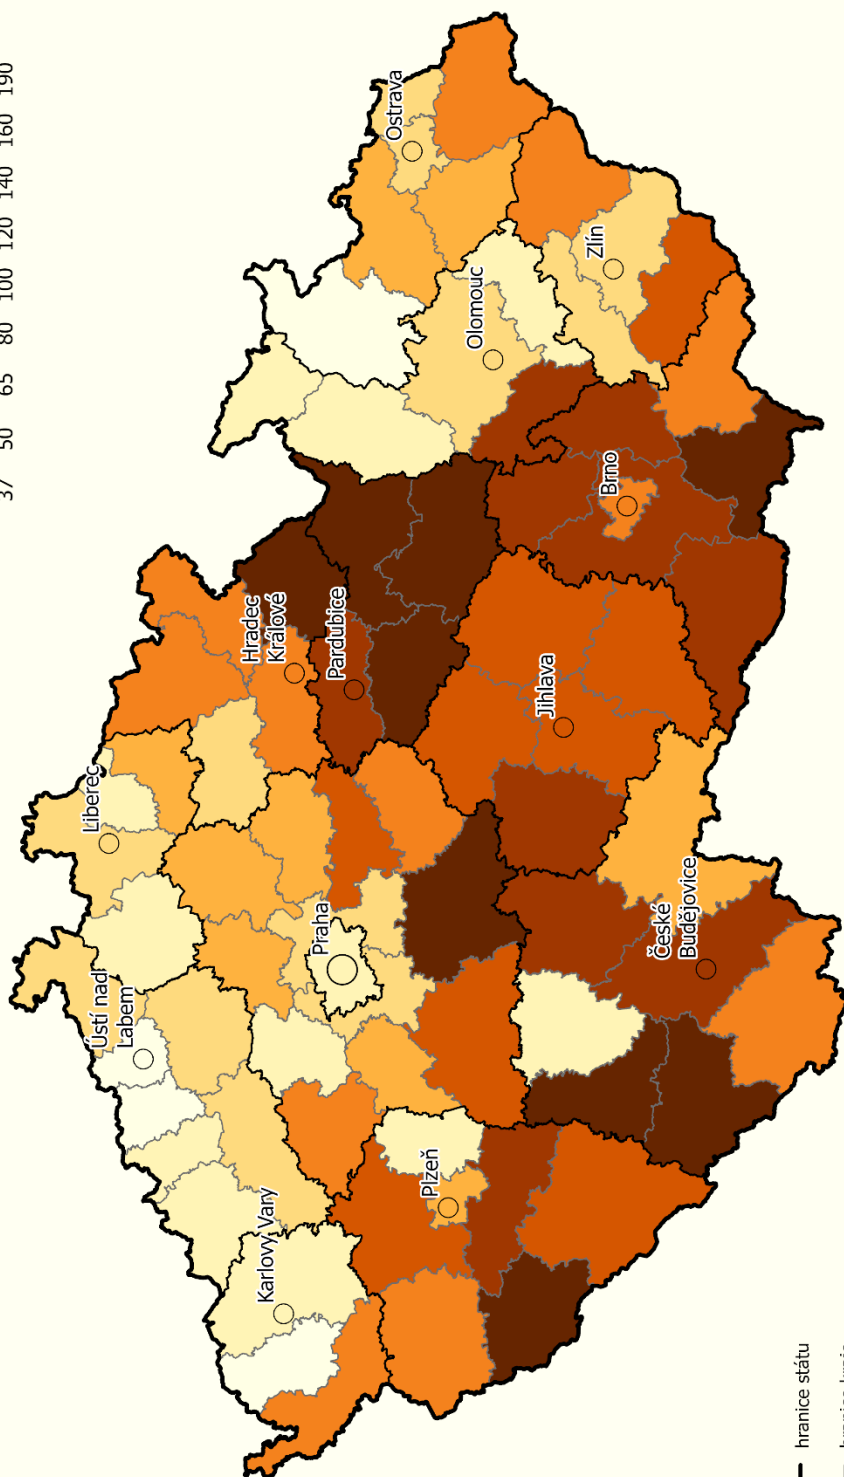 37 50 65 80 100 120 140 160 190
Liberec
Ústí nad
Labem
Karlovy Vary
Praha
Hradec
Králové
Pardubice
Plzeň
Ostrava
Olomouc
Jihlava
Zlín
Brno
České
Budějovice
hranice státu